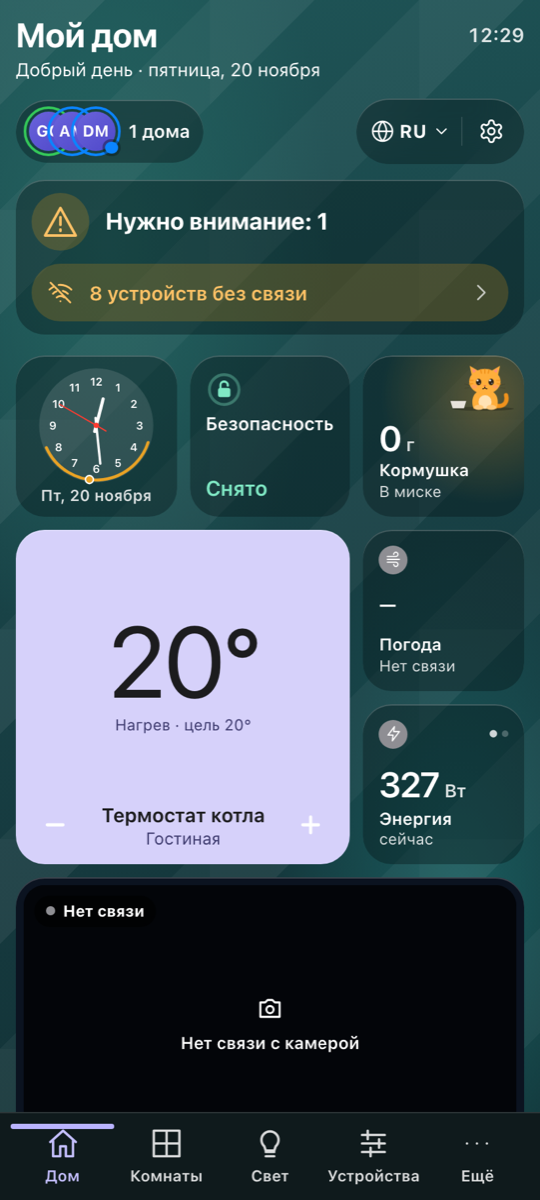 Мой дом
12:29
Добрый день · пятница, 20 ноября
DM
1 дома
RU
Нужно внимание: 1
8 устройств без связи
12
1
2
3
4
5
6
7
8
9
10
11
Пт, 20 ноября
Безопасность
Снято
0 г
Кормушка
В миске
20°
Нагрев · цель 20°
Термостат котла
Гостиная
–
Погода
Нет связи
327 Вт
Энергия
сейчас
Нет связи
Нет связи с камерой
Дом
Комнаты
Свет
Устройства
Ещё